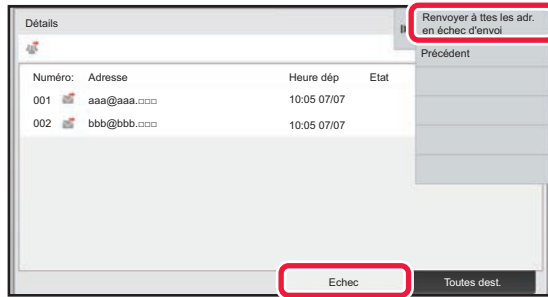 Détails
Renvoyer à ttes les adr.
en échec d'envoi
Précédent
Numéro: Adresse Heure dép Etat
001 aaa@aaa.□□□ 10:05 07/07
002 bbb@bbb.□□□ 10:05 07/07
Echec Toutes dest.